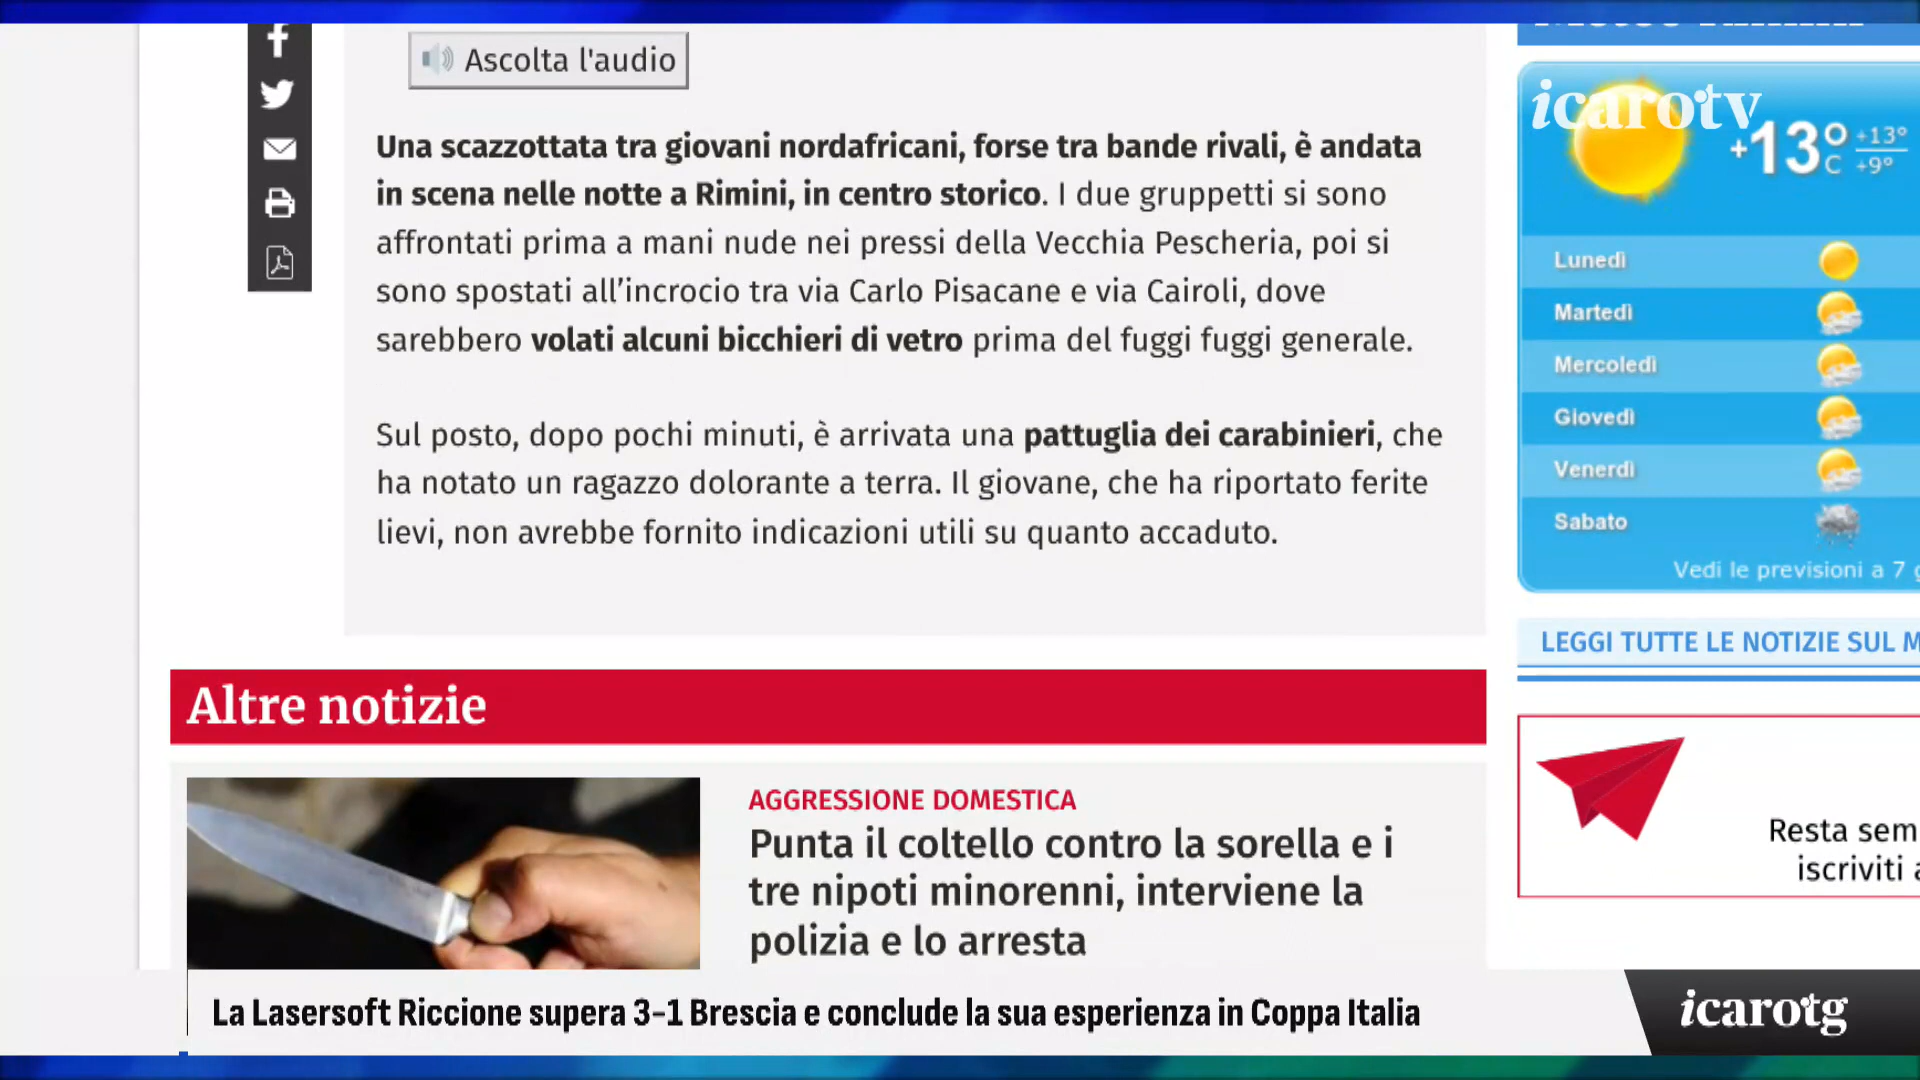 Ascolta l'audio
Una scazzottata tra giovani nordafricani, forse tra bande rivali, è andata
in scena nelle notte a Rimini, in centro storico. I due gruppetti si sono
affrontati prima a mani nude nei pressi della Vecchia Pescheria, poi si
sono spostati all’incrocio tra via Carlo Pisacane e via Cairoli, dove
sarebbero volati alcuni bicchieri di vetro prima del fuggi fuggi generale.
Sul posto, dopo pochi minuti, è arrivata una pattuglia dei carabinieri, che
ha notato un ragazzo dolorante a terra. Il giovane, che ha riportato ferite
lievi, non avrebbe fornito indicazioni utili su quanto accaduto.
Altre notizie
AGGRESSIONE DOMESTICA
Punta il coltello contro la sorella e i
tre nipoti minorenni, interviene la
polizia e lo arresta
icarotv
+13°C +13° +9°
Lunedì
Martedì
Mercoledì
Giovedì
Venerdì
Sabato
Vedi le previsioni a 7 g
LEGGI TUTTE LE NOTIZIE SUL M
Resta sem
iscriviti a
La Lasersoft Riccione supera 3-1 Brescia e conclude la sua esperienza in Coppa Italia
icarotg